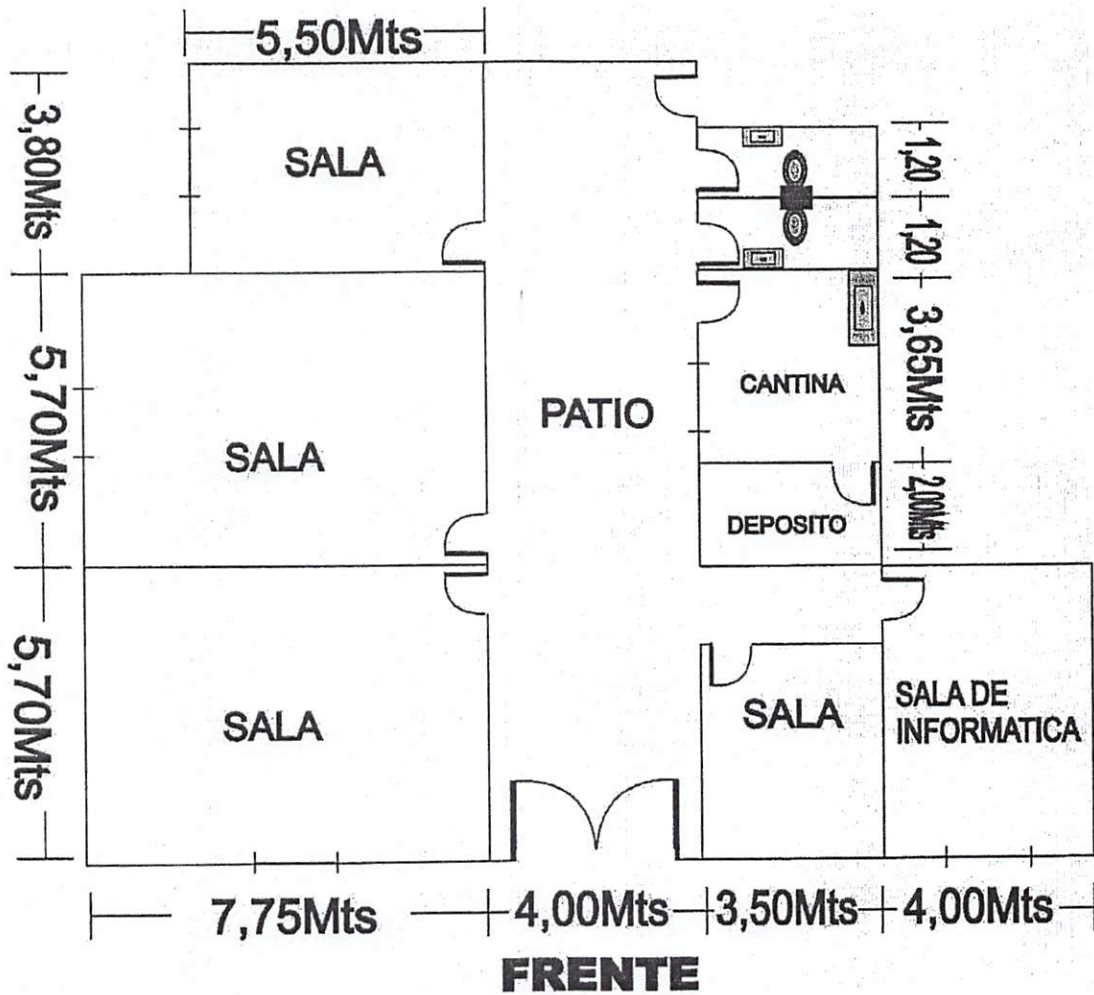 5,50Mts
3,80Mts
SALA
1,20
1,20
3,65Mts
CANTINA
5,70Mts
PATIO
SALA
2,00Mts
DEPOSITO
5,70Mts
SALA
SALA
SALA DE
INFORMATICA
7,75Mts
4,00Mts
3,50Mts
4,00Mts
FRENTE